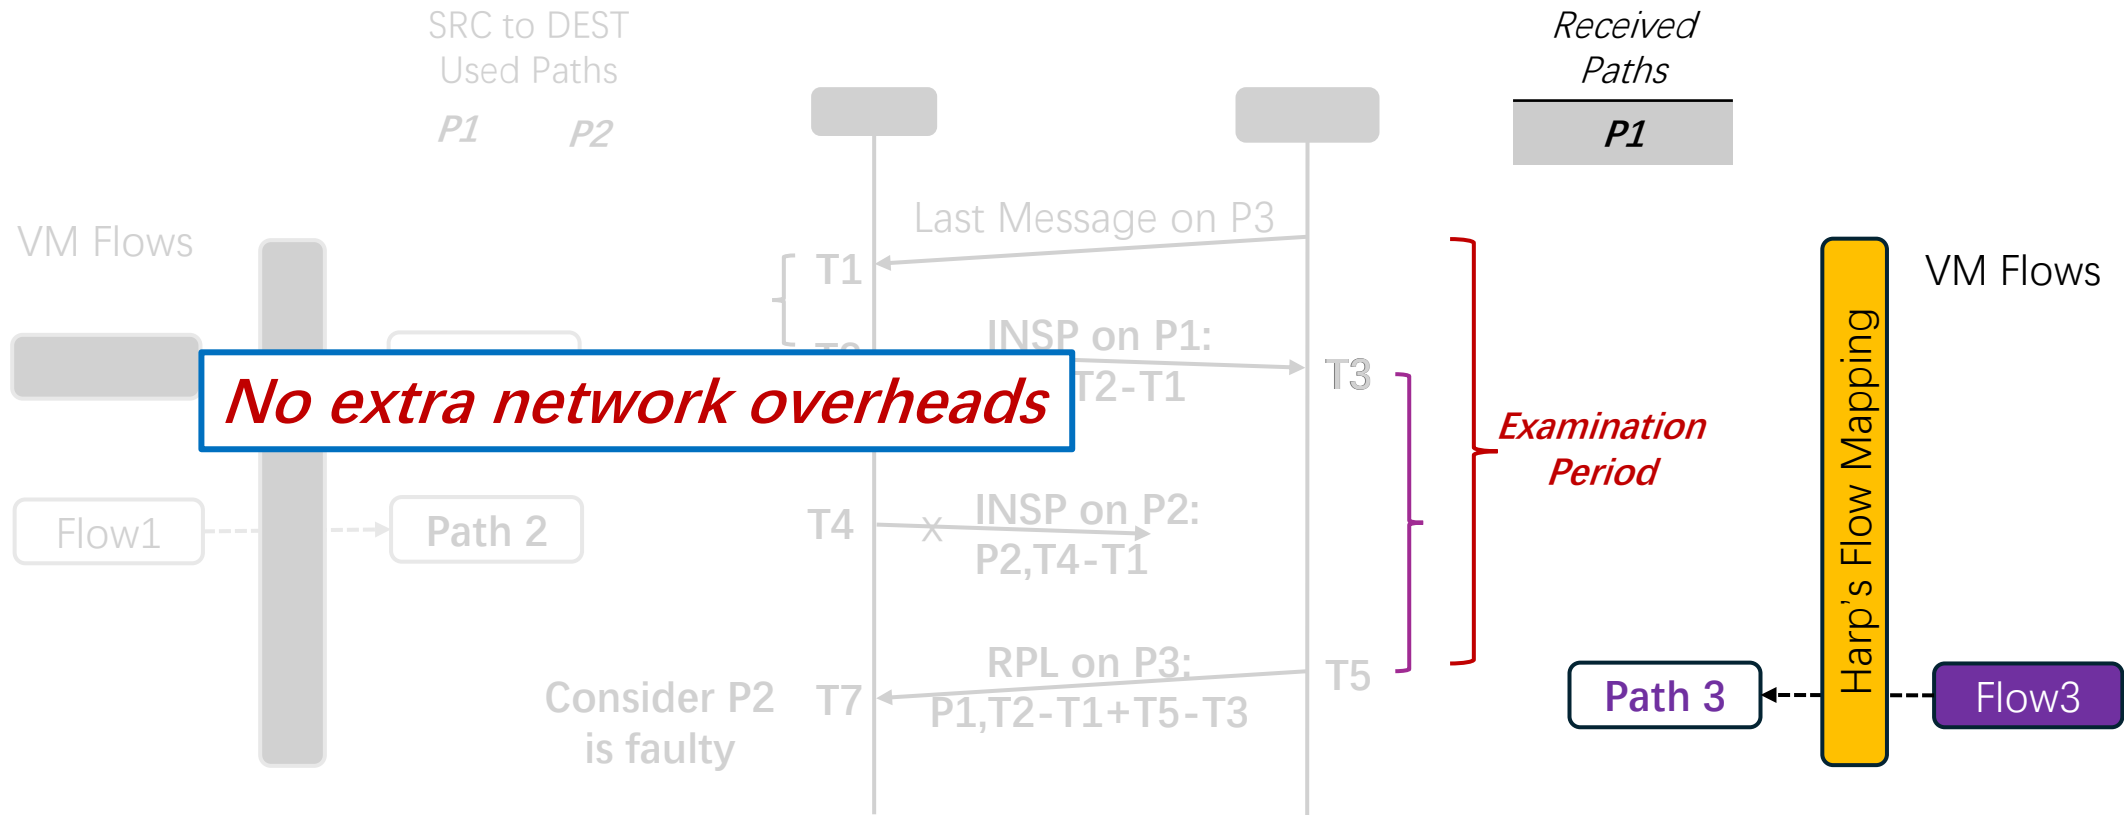 SRC to DEST
Used Paths
P1
P2
Received
Paths
P1
VM Flows
Last Message on P3
T1
INSP on P1:
T2-T1
T3
No extra network overheads
Examination
Period
Harp's Flow Mapping
VM Flows
Flow1
Path 2
T4
X
INSP on P2:
P2,T4-T1
Consider P2
is faulty
T7
RPL on P3:
P1,T2-T1+T5-T3
T5
Path 3
Flow3